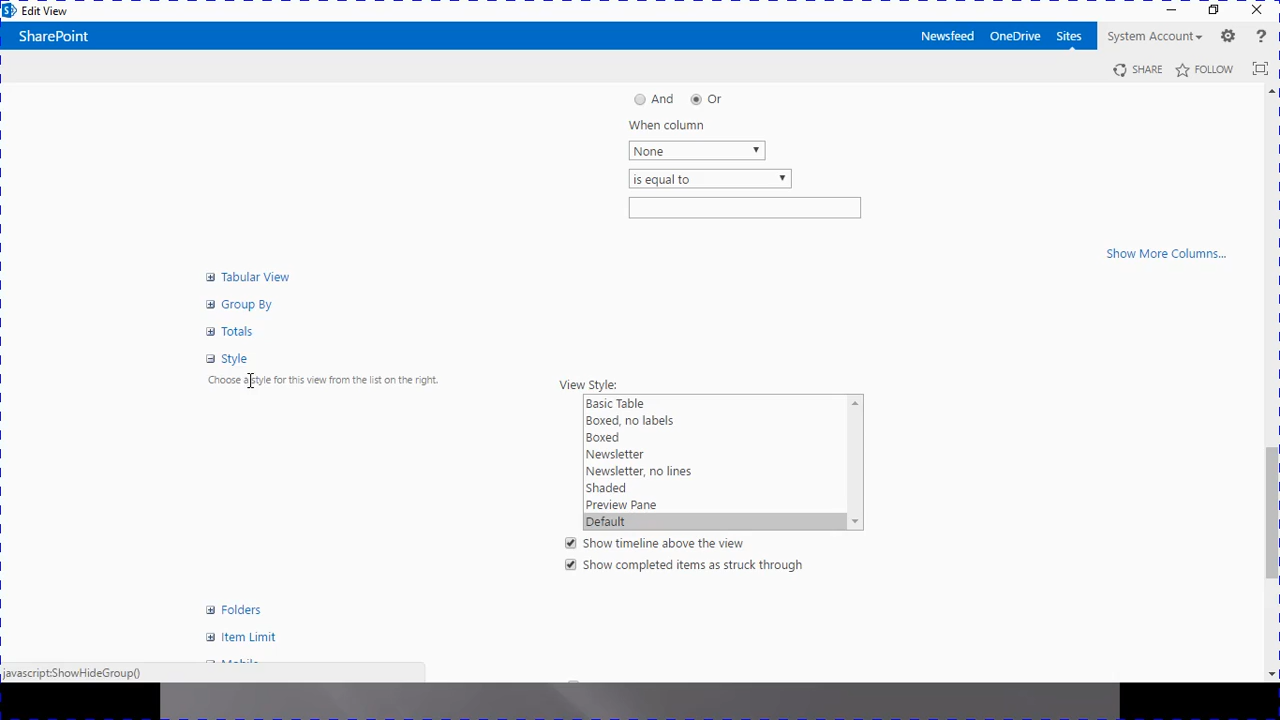 Edit View
SharePoint
Newsfeed OneDrive Sites System Account ?
SHARE FOLLOW
And Or
When column
None
is equal to
Show More Columns...
Tabular View
Group By
Totals
Style
Choose a style for this view from the list on the right.
View Style:
Basic Table
Boxed, no labels
Boxed
Newsletter
Newsletter, no lines
Shaded
Preview Pane
Default
Show timeline above the view
Show completed items as struck through
Folders
Item Limit
Mobile
javascript:ShowHideGroup()